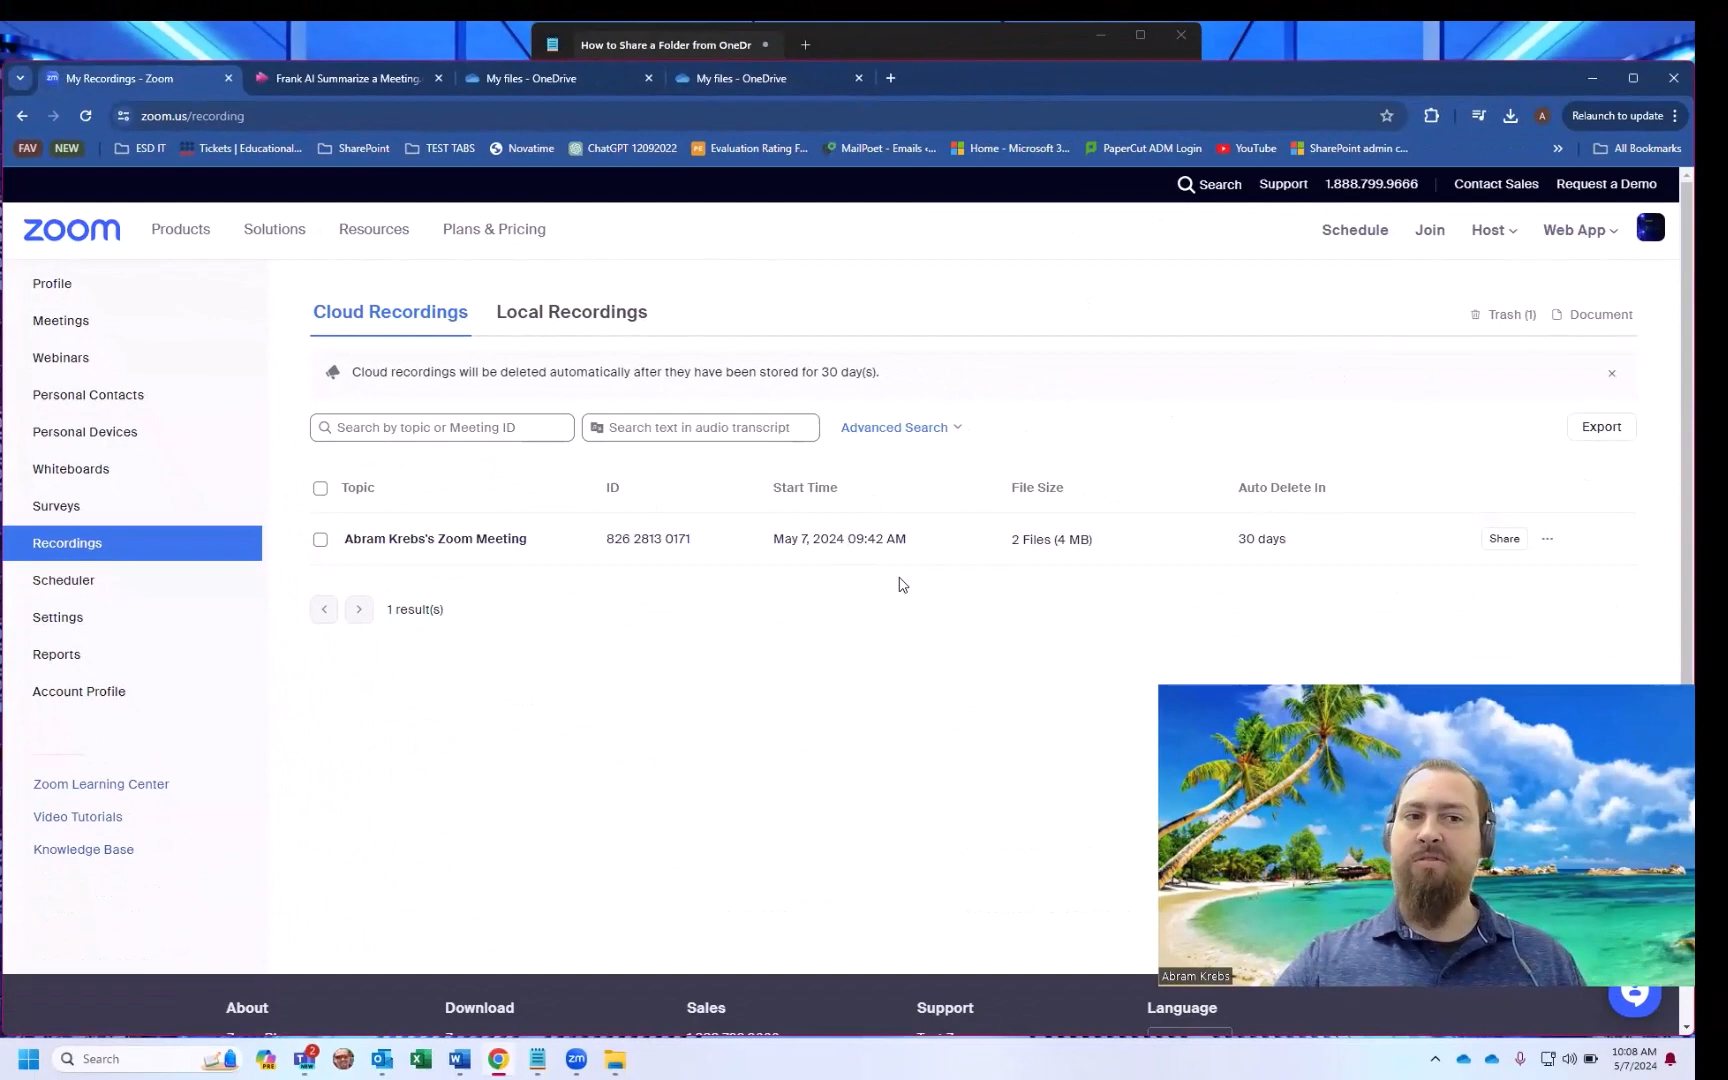 How to Share a Folder from OneDr
My Recordings - Zoom
Frank AI Summarize a Meeting.
My files - OneDrive
My files - OneDrive
zoom.us/recording
Relaunch to update
FAV
NEW
ESD IT
Tickets | Educational...
SharePoint
TEST TABS
Novatime
ChatGPT 12092022
Evaluation Rating F...
MailPoet - Emails ‹...
Home - Microsoft 3...
PaperCut ADM Login
YouTube
SharePoint admin c...
»
All Bookmarks
Search
Support
1.888.799.9666
Contact Sales
Request a Demo
zoom
Products
Solutions
Resources
Plans & Pricing
Schedule
Join
Host
Web App
Profile
Meetings
Webinars
Personal Contacts
Personal Devices
Whiteboards
Surveys
Recordings
Scheduler
Settings
Reports
Account Profile
Zoom Learning Center
Video Tutorials
Knowledge Base
Cloud Recordings
Local Recordings
Trash (1)
Document
Cloud recordings will be deleted automatically after they have been stored for 30 day(s).
Search by topic or Meeting ID
Search text in audio transcript
Advanced Search
Export
Topic
ID
Start Time
File Size
Auto Delete In
Abram Krebs's Zoom Meeting
826 2813 0171
May 7, 2024 09:42 AM
2 Files (4 MB)
30 days
Share
1 result(s)
Abram Krebs
About
Download
Sales
Support
Language
Search
10:08 AM
5/7/2024